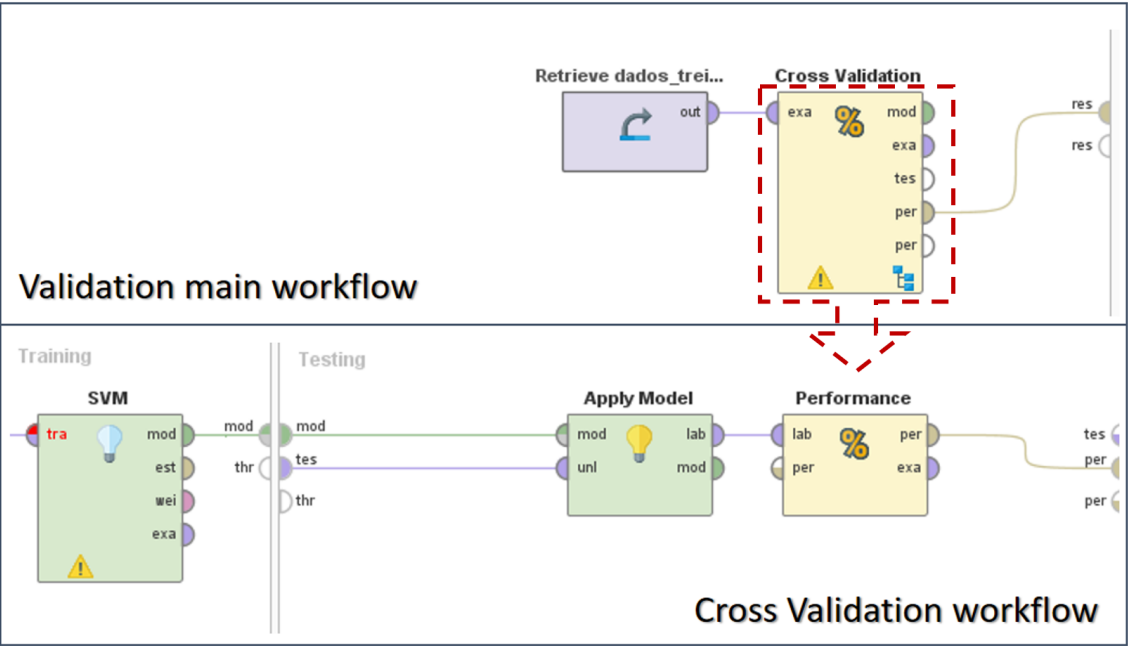 Retrieve dados_trei...
Cross Validation
out
exa
mod
exa
tes
per
per
res
res
Validation main workflow
Training
Testing
SVM
tra
mod
est
wei
exa
mod
thr
mod
tes
thr
Apply Model
mod
unl
lab
mod
Performance
lab
per
per
exa
tes
per
per
Cross Validation workflow